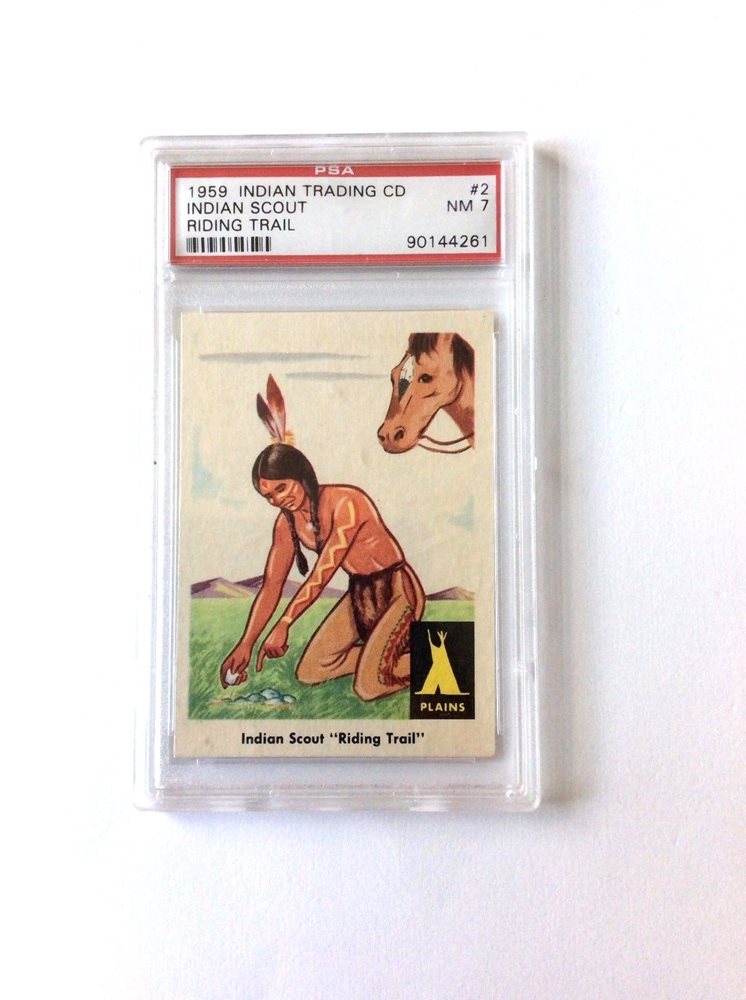 PSA
1959 INDIAN TRADING CD #2
INDIAN SCOUT NM 7
RIDING TRAIL
90144261
PLAINS
Indian Scout "Riding Trail"